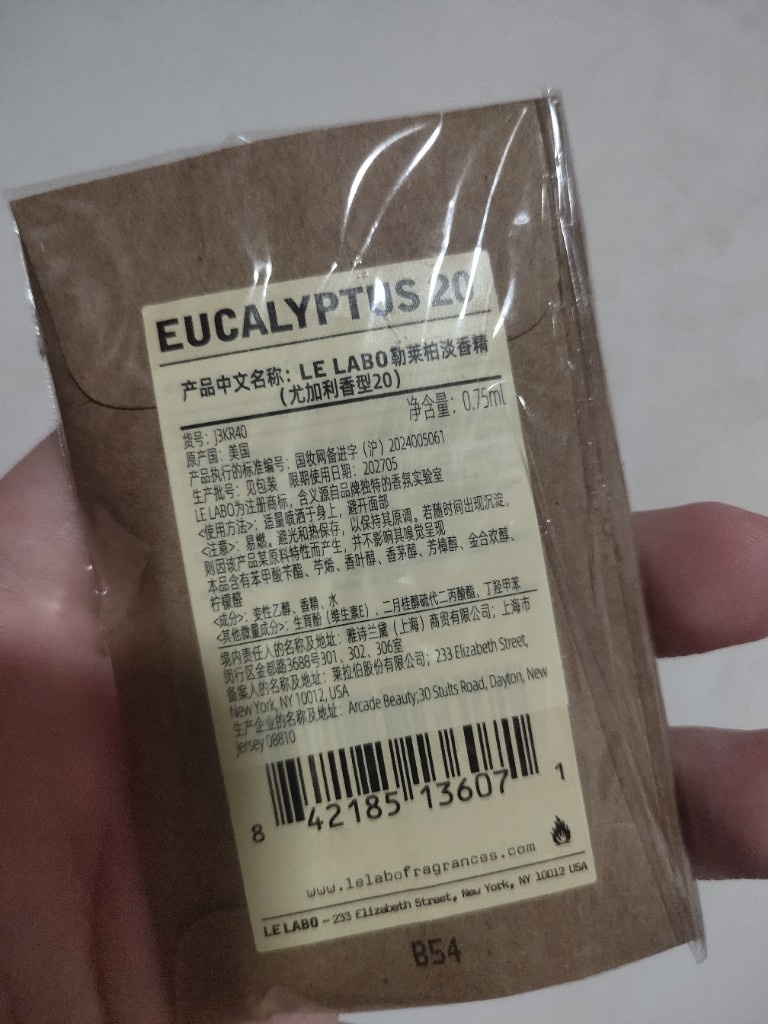 EUCALYPTUS 20
产品中文名称：LE LABO勒莱柏淡香精
（尤加利香型20）
净含量：0.75ml
货号：J3KR40
原产国：美国
产品执行的标准编号：国妆网备进字（沪）2024005061
生产批号：见包装 限期使用日期：202705
LE LABO为注册商标，含义源自品牌独特的香氛实验室
<使用方法>：适量喷洒于身上，避开面部
<注意>：易燃。避光和热保存，以保持其原调。若随时间出现沉淀，
则因该产品某原料特性而产生，并不影响其嗅觉呈现
本品含有苯甲酸苄酯、苧烯、香叶醇、香茅醇、芳樟醇、金合欢醇、
柠檬醛
<成分>：变性乙醇、香精、水
<其他微量成分>：生育酚（维生素E）、二月桂醇硫代二丙酸酯、丁羟甲苯
境内责任人的名称及地址：雅诗兰黛（上海）商贸有限公司；上海市
闵行区金都路3688号301、302、306室
备案人的名称及地址：莱拉伯股份有限公司；233 Elizabeth Street,
New York, NY 10012, USA
生产企业的名称及地址：Arcade Beauty;30 Stults Road, Dayton, New
Jersey 08810
8 42185 13607 1
www.lelabofragrances.com
LE LABO – 233 Elizabeth Street, New York, NY 10012 USA
B54